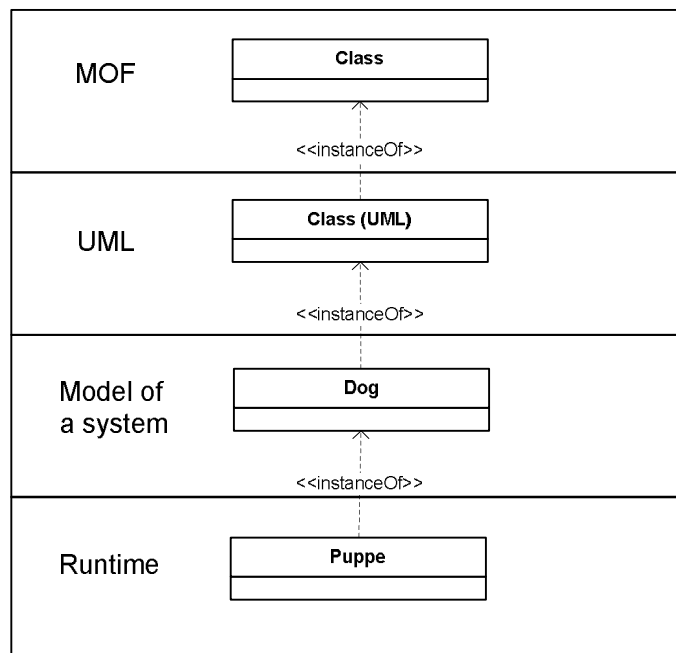 MOF
Class
<<instanceOf>>
UML
Class (UML)
<<instanceOf>>
Model of
a system
Dog
<<instanceOf>>
Runtime
Puppe